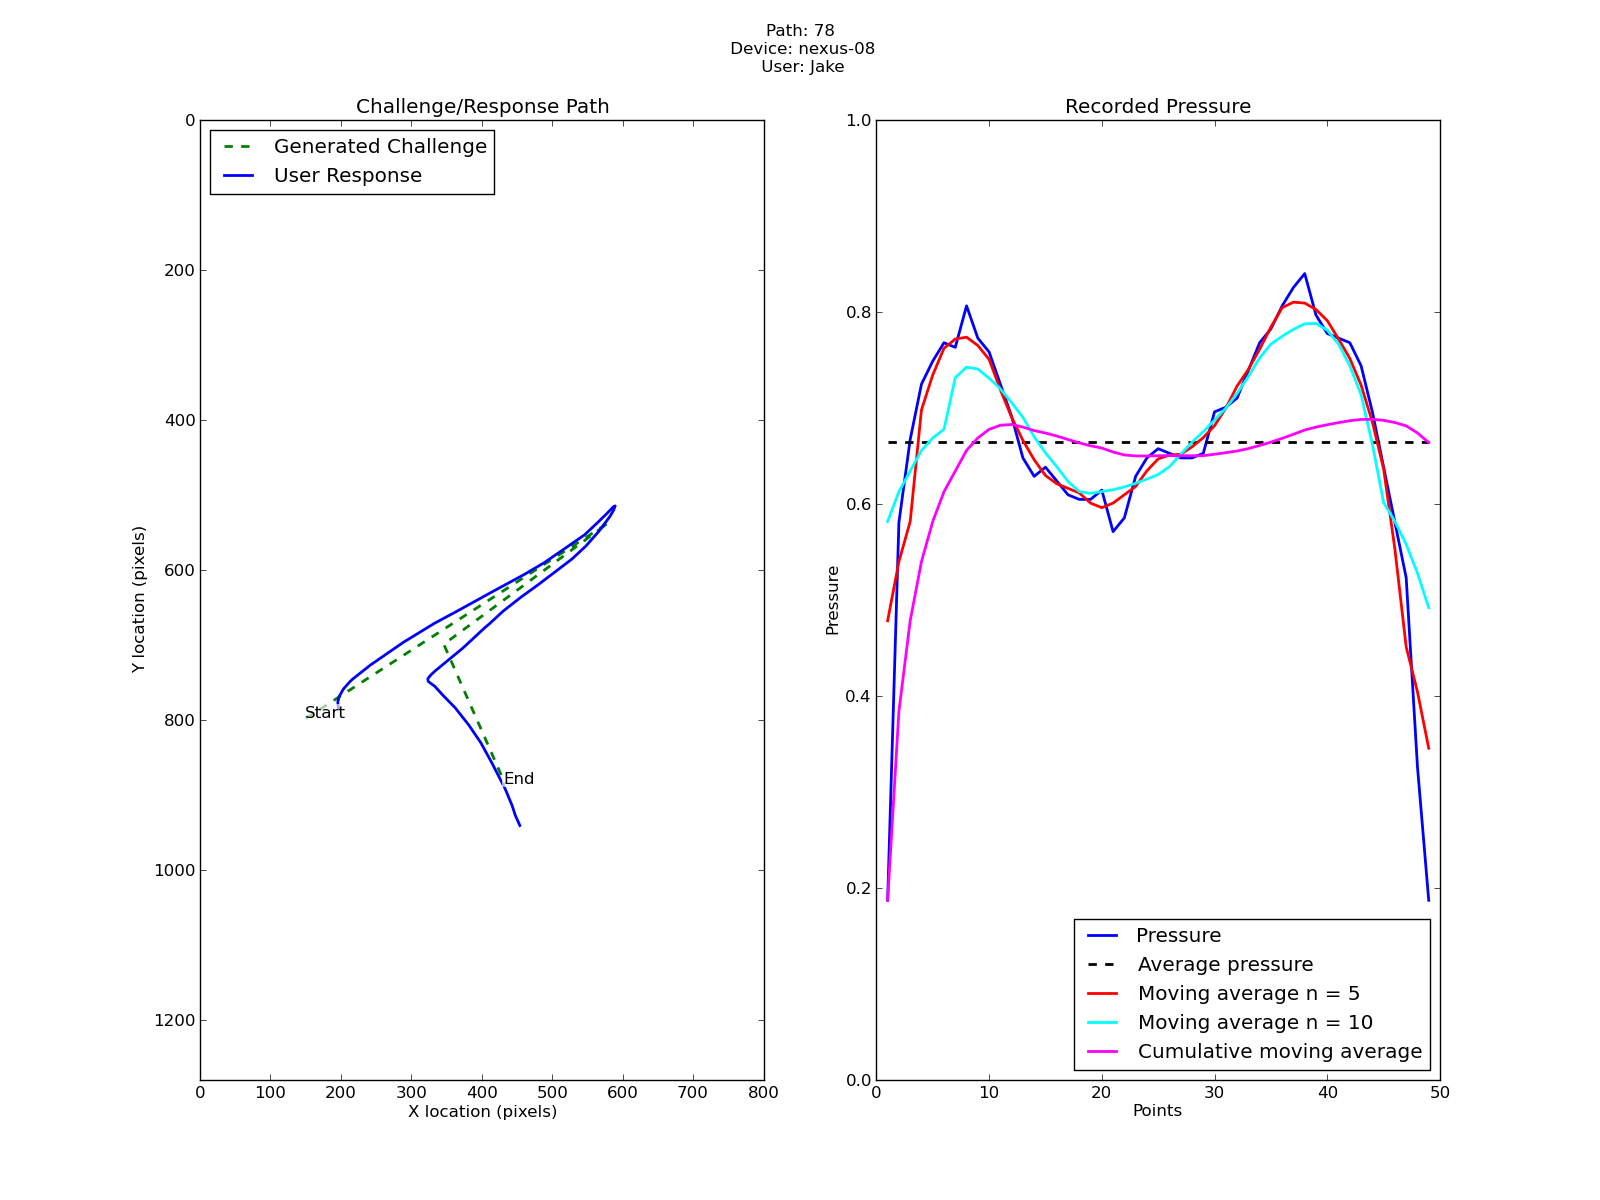 Path: 78
Device: nexus-08
User: Jake
Challenge/Response Path
0
200
400
600
800
1000
1200
Y location (pixels)
Generated Challenge
User Response
Start
End
0 100 200 300 400 500 600 700 800
X location (pixels)
Recorded Pressure
1.0
0.8
0.6
0.4
0.2
0.0
Pressure
Pressure
Average pressure
Moving average n = 5
Moving average n = 10
Cumulative moving average
0 10 20 30 40 50
Points